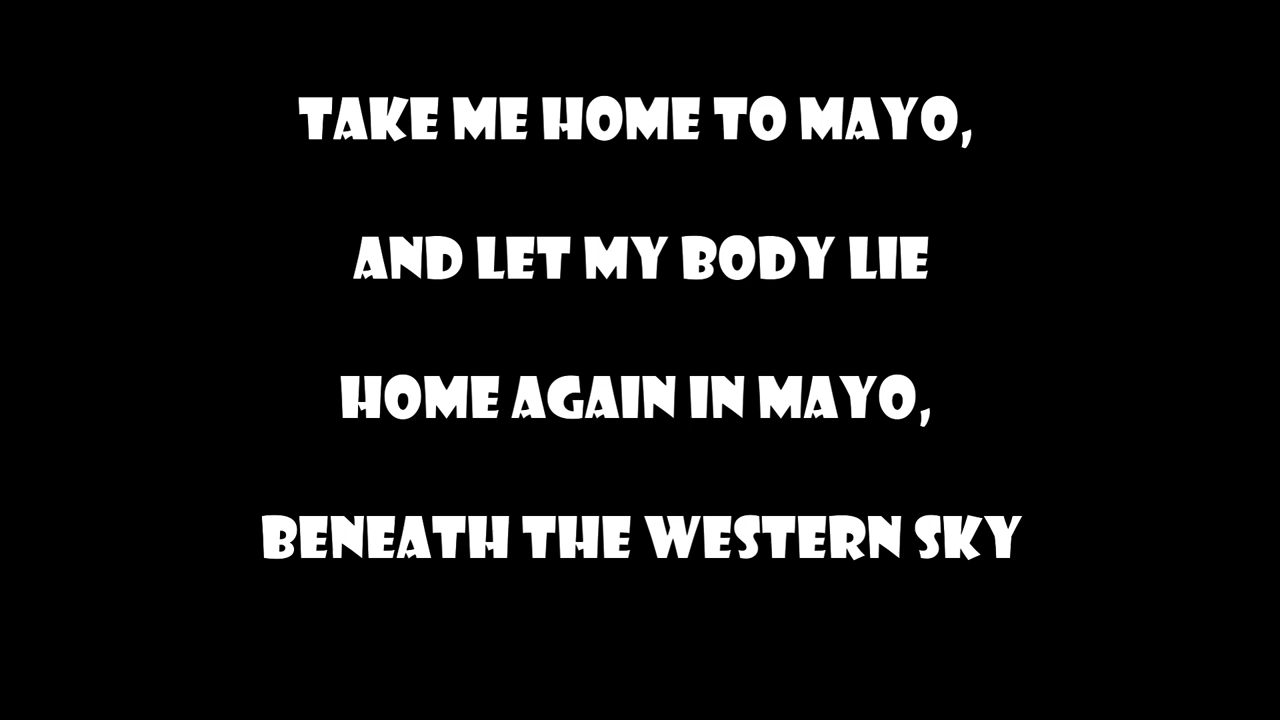 TAKE ME HOME TO MAYO,
AND LET MY BODY LIE
HOME AGAIN IN MAYO,
BENEATH THE WESTERN SKY